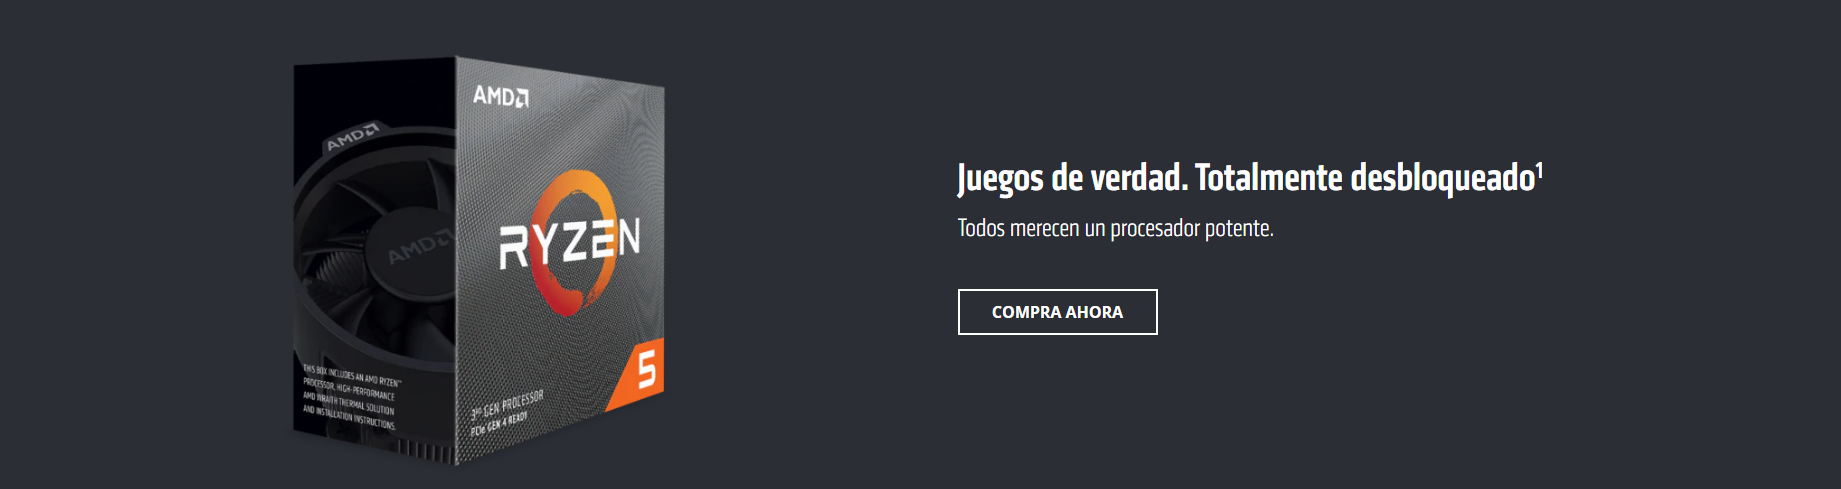 AMD
AMD
AMD
RYZEN
5
THIS BOX INCLUDES AN AMD RYZEN™
PROCESSOR, HIGH-PERFORMANCE
AMD WRAITH THERMAL SOLUTION
AND INSTALLATION INSTRUCTIONS.
3RD GEN PROCESSOR
PCIe GEN 4 READY
Juegos de verdad. Totalmente desbloqueado¹
Todos merecen un procesador potente.
COMPRA AHORA